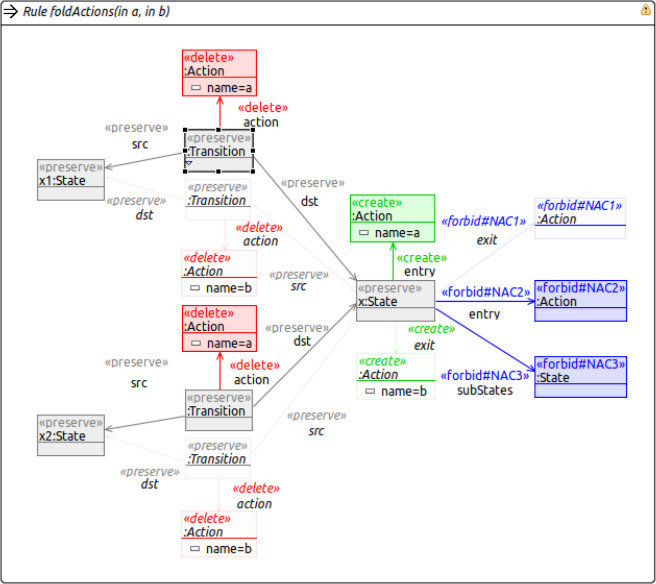 Rule foldActions(in a, in b)
«delete»
:Action
name=a
«delete»
action
«preserve»
src
«preserve»
:Transition
«preserve»
dst
«preserve»
x1:State
«preserve»
dst
«preserve»
:Transition
«delete»
action
«delete»
:Action
name=b
«preserve»
src
«create»
:Action
name=a
«create»
entry
«preserve»
x:State
«create»
exit
«create»
:Action
name=b
«forbid#NAC1»
exit
«forbid#NAC1»
:Action
«forbid#NAC2»
entry
«forbid#NAC2»
:Action
«forbid#NAC3»
subStates
«forbid#NAC3»
:State
«delete»
:Action
name=a
«delete»
action
«preserve»
dst
«preserve»
src
«preserve»
:Transition
«preserve»
x2:State
«preserve»
dst
«preserve»
:Transition
«preserve»
src
«delete»
action
«delete»
:Action
name=b